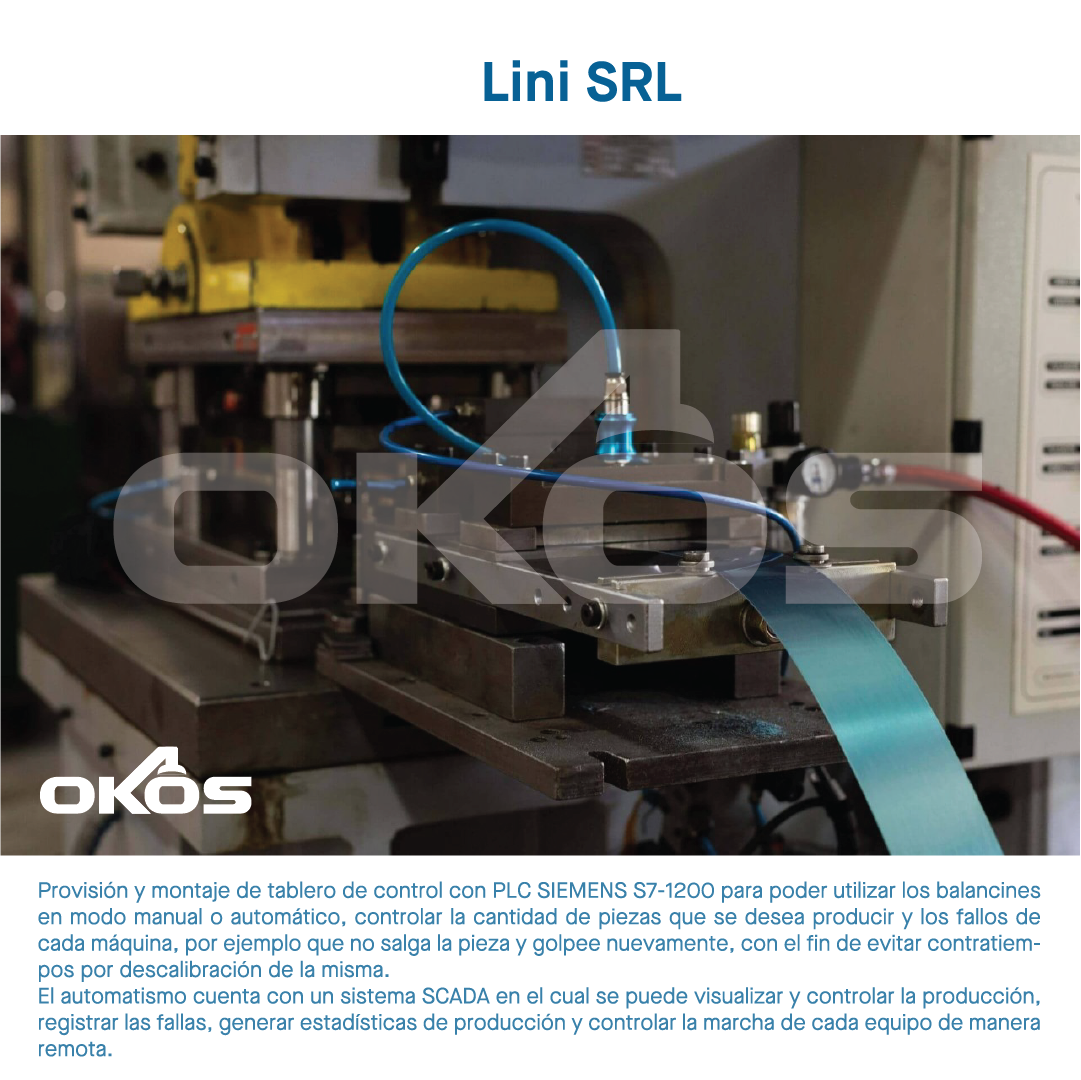 Lini SRL
OKOS
OKOS
Provisión y montaje de tablero de control con PLC SIEMENS S7-1200 para poder utilizar los balancines
en modo manual o automático, controlar la cantidad de piezas que se desea producir y los fallos de
cada máquina, por ejemplo que no salga la pieza y golpee nuevamente, con el fin de evitar contratiem-
pos por descalibración de la misma.
El automatismo cuenta con un sistema SCADA en el cual se puede visualizar y controlar la producción,
registrar las fallas, generar estadísticas de producción y controlar la marcha de cada equipo de manera
remota.